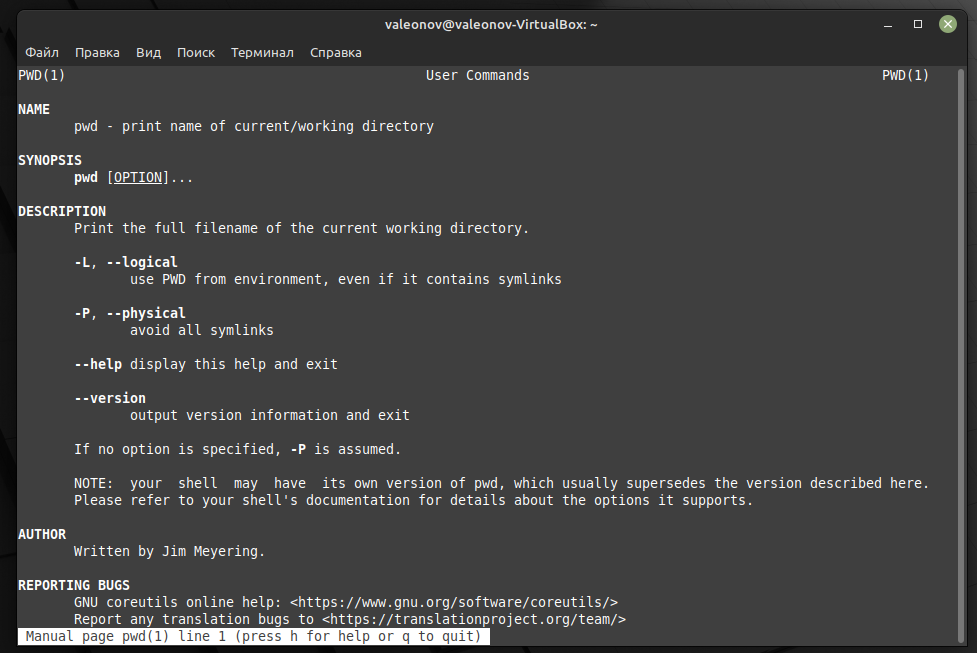 valeonov@valeonov-VirtualBox: ~
Файл Правка Вид Поиск Терминал Справка
PWD(1) User Commands PWD(1)
NAME
pwd - print name of current/working directory
SYNOPSIS
pwd [OPTION]...
DESCRIPTION
Print the full filename of the current working directory.
-L, --logical
use PWD from environment, even if it contains symlinks
-P, --physical
avoid all symlinks
--help display this help and exit
--version
output version information and exit
If no option is specified, -P is assumed.
NOTE: your shell may have its own version of pwd, which usually supersedes the version described here.
Please refer to your shell's documentation for details about the options it supports.
AUTHOR
Written by Jim Meyering.
REPORTING BUGS
GNU coreutils online help: <https://www.gnu.org/software/coreutils/>
Report any translation bugs to <https://translationproject.org/team/>
Manual page pwd(1) line 1 (press h for help or q to quit)